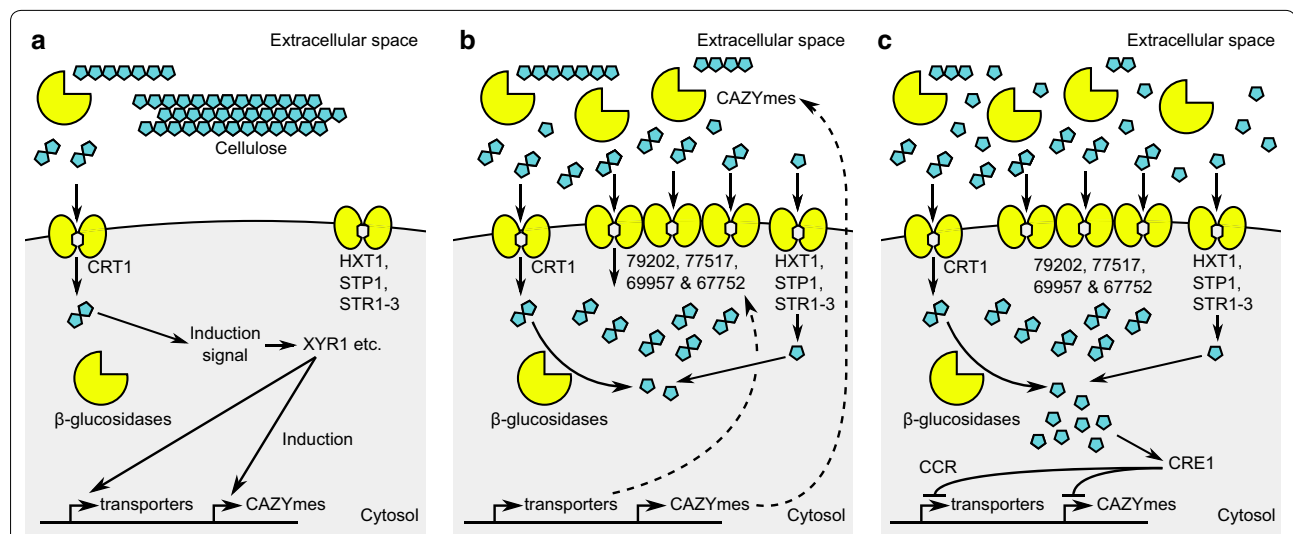 a
Extracellular space
Cellulose
CRT1
HXT1,
STP1,
STR1-3
Induction
signal
XYR1 etc.
β-glucosidases
Induction
transporters
CAZYmes
Cytosol
b
Extracellular space
CAZYmes
CRT1
79202, 77517,
69957 & 67752
HXT1,
STP1,
STR1-3
β-glucosidases
transporters
CAZYmes
Cytosol
c
Extracellular space
CRT1
79202, 77517,
69957 & 67752
HXT1,
STP1,
STR1-3
β-glucosidases
CCR
CRE1
transporters
CAZYmes
Cytosol